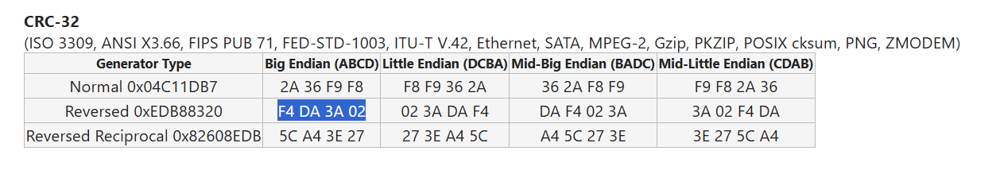 CRC-32
(ISO 3309, ANSI X3.66, FIPS PUB 71, FED-STD-1003, ITU-T V.42, Ethernet, SATA, MPEG-2, Gzip, PKZIP, POSIX cksum, PNG, ZMODEM)
Generator Type Big Endian (ABCD) Little Endian (DCBA) Mid-Big Endian (BADC) Mid-Little Endian (CDAB)
Normal 0x04C11DB7 2A 36 F9 F8 F8 F9 36 2A 36 2A F8 F9 F9 F8 2A 36
Reversed 0xEDB88320 F4 DA 3A 02 02 3A DA F4 DA F4 02 3A 3A 02 F4 DA
Reversed Reciprocal 0x82608EDB 5C A4 3E 27 27 3E A4 5C A4 5C 27 3E 3E 27 5C A4